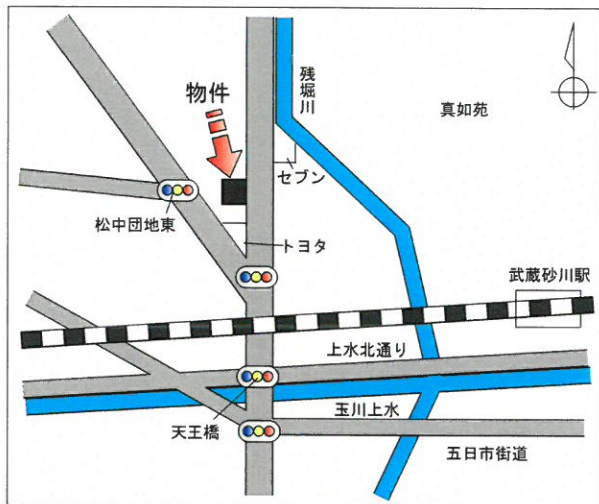 残堀川
物件
真如苑
セブン
松中団地東
トヨタ
武蔵砂川駅
上水北通り
天王橋
玉川上水
五日市街道